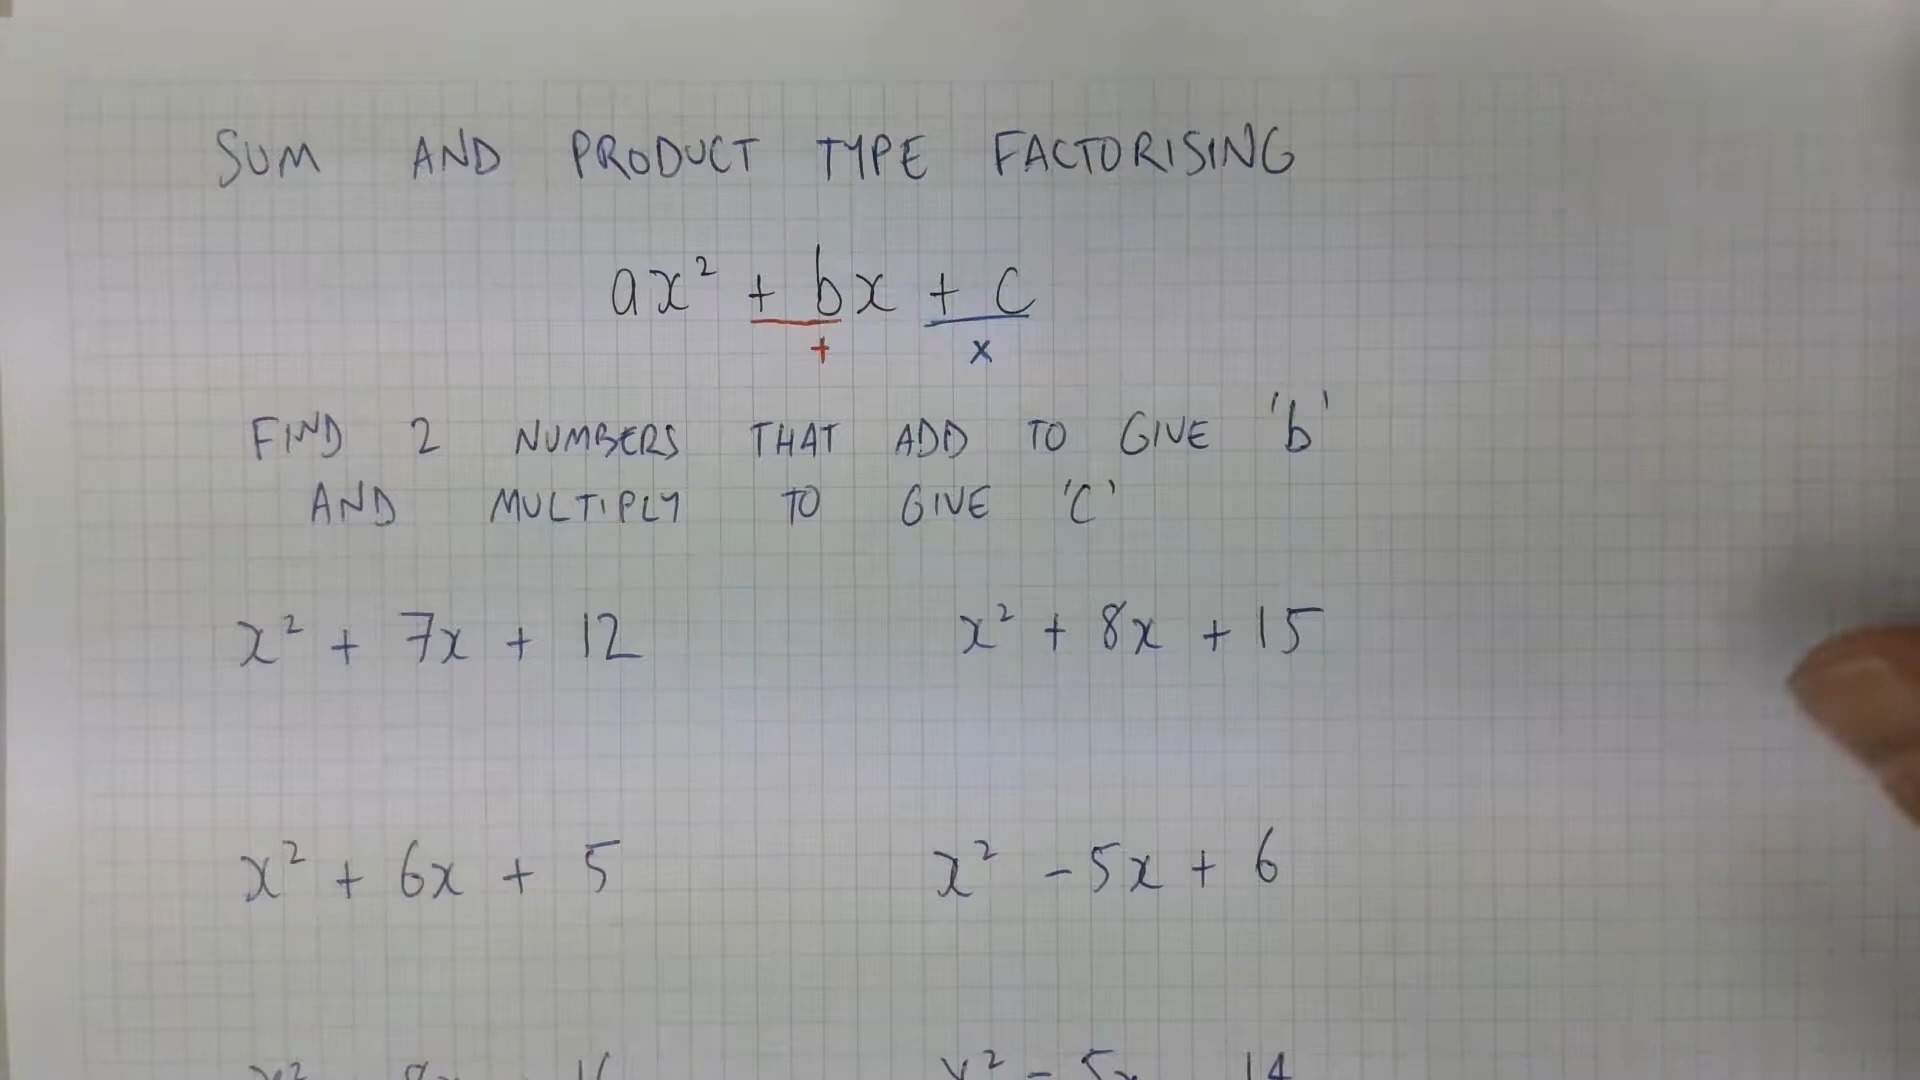 SUM AND PRODUCT TYPE FACTORISING
ax² + bx + c
+ x
FIND 2 NUMBERS THAT ADD TO GIVE 'b'
AND MULTIPLY TO GIVE 'C'
x² + 7x + 12
x² + 8x + 15
x² + 6x + 5
x² - 5x + 6